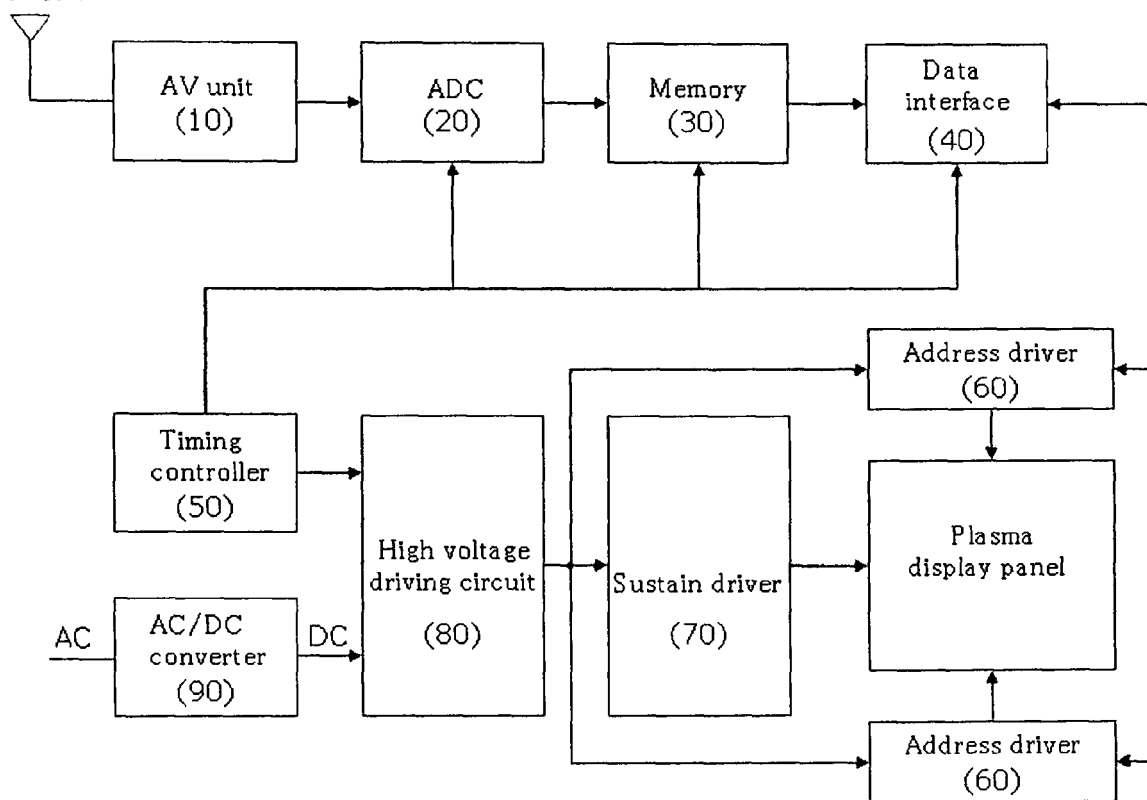 AV unit
(10)
ADC
(20)
Memory
(30)
Data
interface
(40)
Address driver
(60)
Timing
controller
(50)
High voltage
driving circuit
(80)
Sustain driver
(70)
Plasma
display panel
AC
AC/DC
converter
(90)
DC
Address driver
(60)